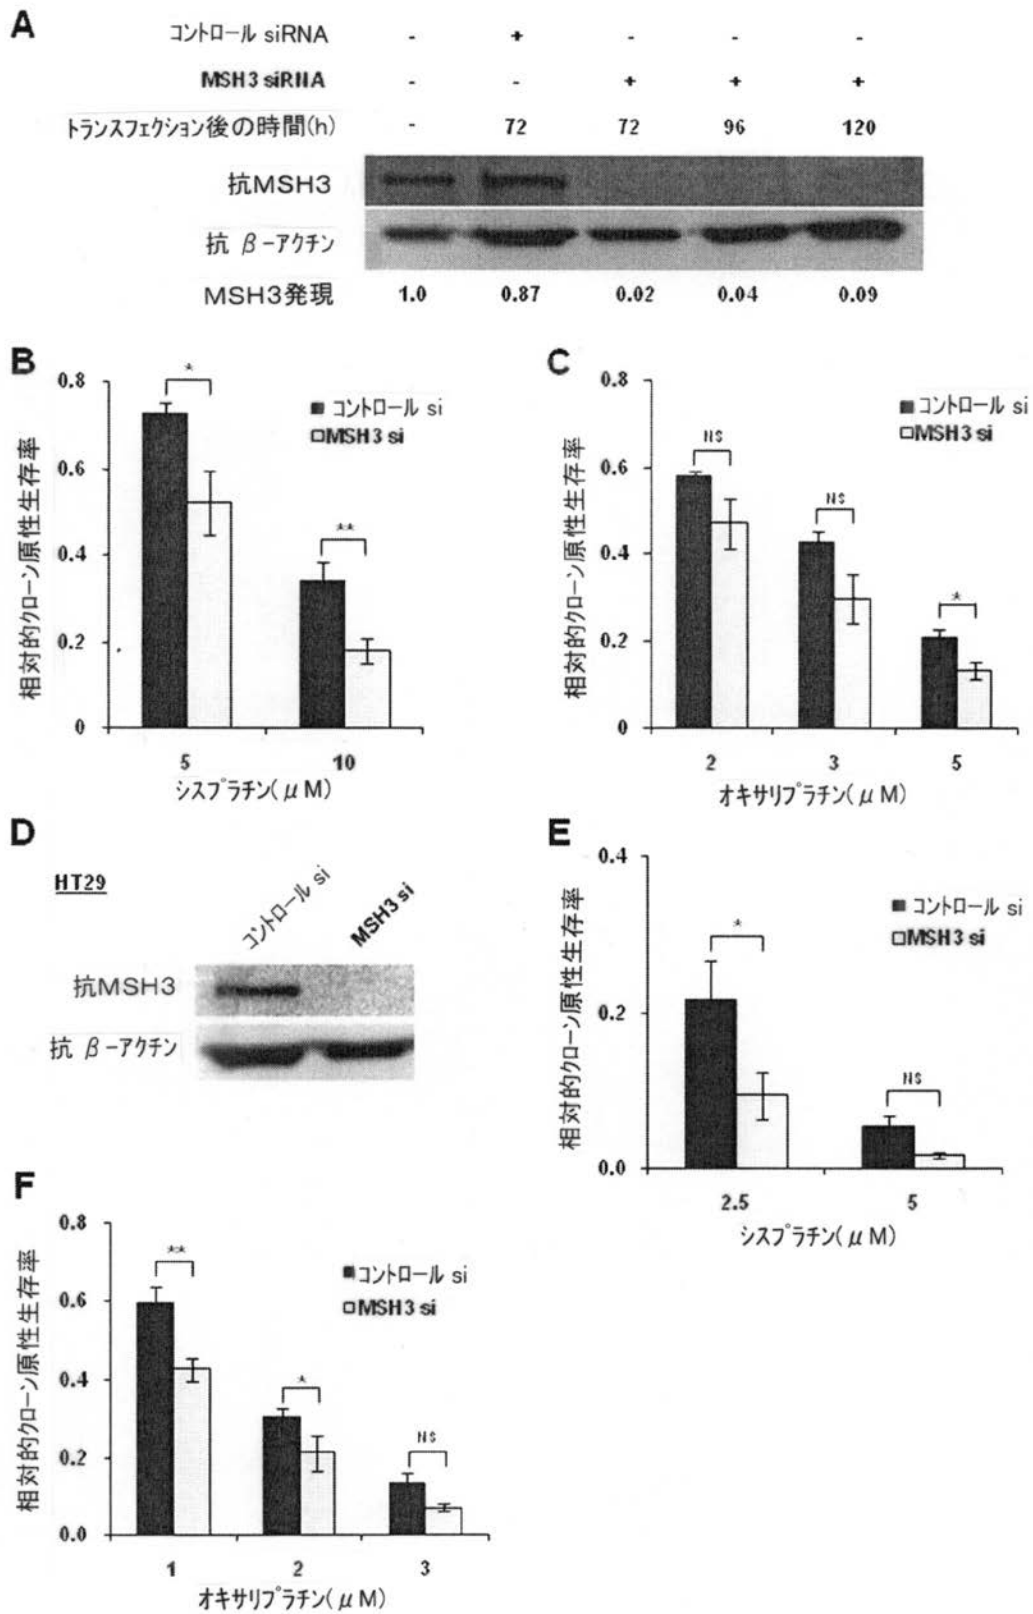 A
コントロール siRNA - + - - -
MSH3 siRNA - - + + +
トランスフェクション後の時間(h) - 72 72 96 120
抗MSH3
抗 β-アクチン
MSH3発現 1.0 0.87 0.02 0.04 0.09
B
相対的クローン原性生存率
0.8
0.6
0.4
0.2
0
*
**
コントロール si
MSH3 si
5 10
シスプラチン(μM)
C
相対的クローン原性生存率
0.8
0.6
0.4
0.2
0
NS
NS
*
コントロール si
MSH3 si
2 3 5
オキサリプラチン(μM)
D
HT29
コントロール si
MSH3 si
抗MSH3
抗 β-アクチン
E
相対的クローン原性生存率
0.4
0.2
0.0
*
NS
コントロール si
MSH3 si
2.5 5
シスプラチン(μM)
F
相対的クローン原性生存率
0.8
0.6
0.4
0.2
0.0
**
*
NS
コントロール si
MSH3 si
1 2 3
オキサリプラチン(μM)